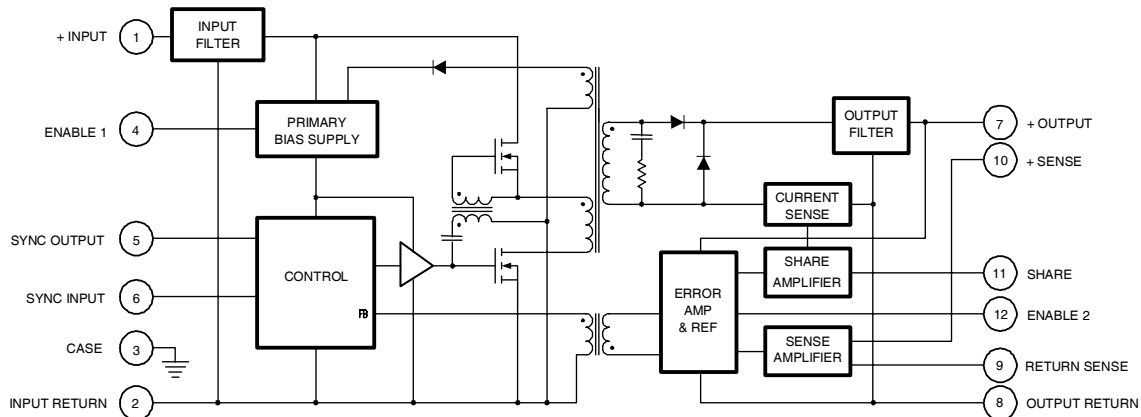 + INPUT
1
INPUT
FILTER
ENABLE 1
4
PRIMARY
BIAS SUPPLY
SYNC OUTPUT
5
SYNC INPUT
6
CONTROL
FB
CASE
3
INPUT RETURN
2
OUTPUT
FILTER
7
+ OUTPUT
10
+ SENSE
CURRENT
SENSE
SHARE
AMPLIFIER
11
SHARE
ERROR
AMP
& REF
12
ENABLE 2
SENSE
AMPLIFIER
9
RETURN SENSE
8
OUTPUT RETURN